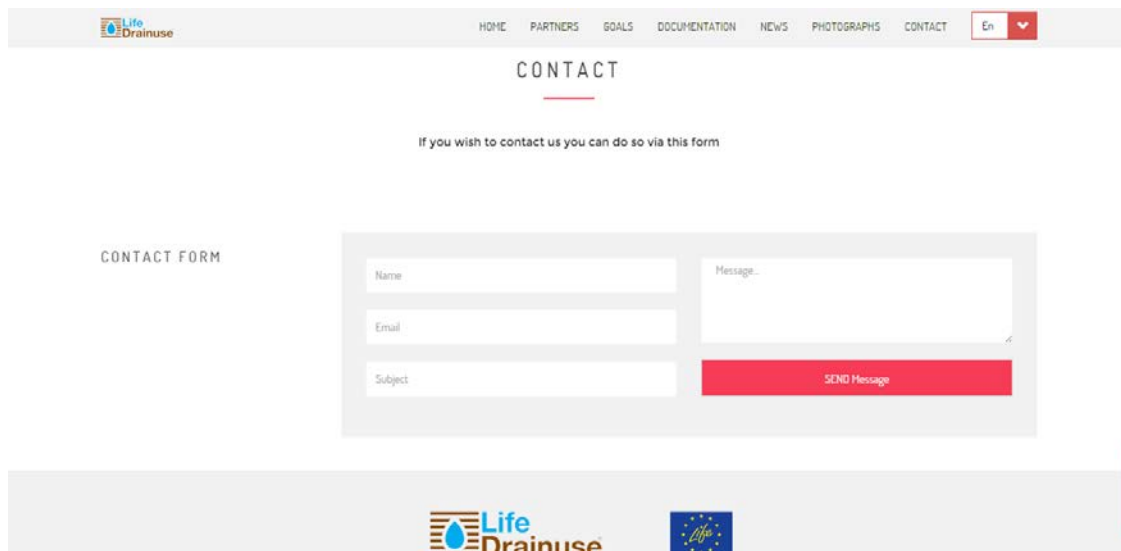 Life
Drainuse
HOME PARTNERS GOALS DOCUMENTATION NEWS PHOTOGRAPHS CONTACT En
CONTACT
If you wish to contact us you can do so via this form
CONTACT FORM
Name
Message...
Email
Subject
SEND Message
Life
Drainuse
Life